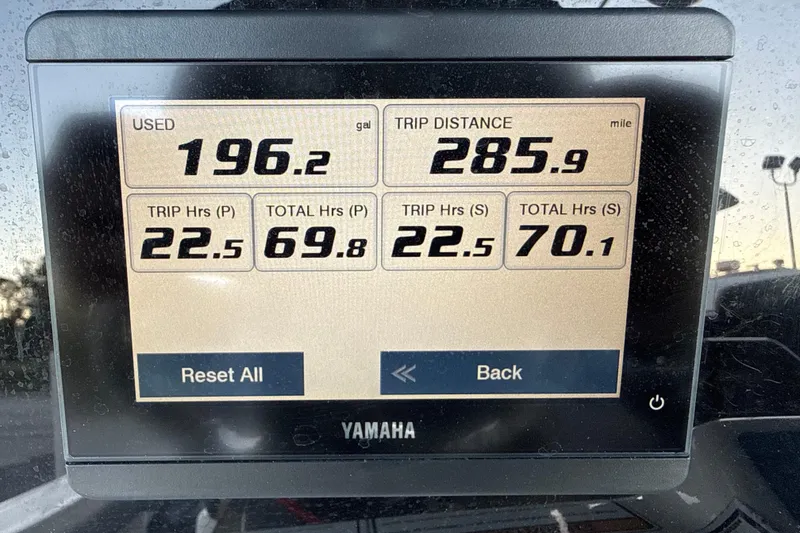 USED gal TRIP DISTANCE mile
196.2 285.9
TRIP Hrs (P) TOTAL Hrs (P) TRIP Hrs (S) TOTAL Hrs (S)
22.5 69.8 22.5 70.1
Reset All Back
YAMAHA